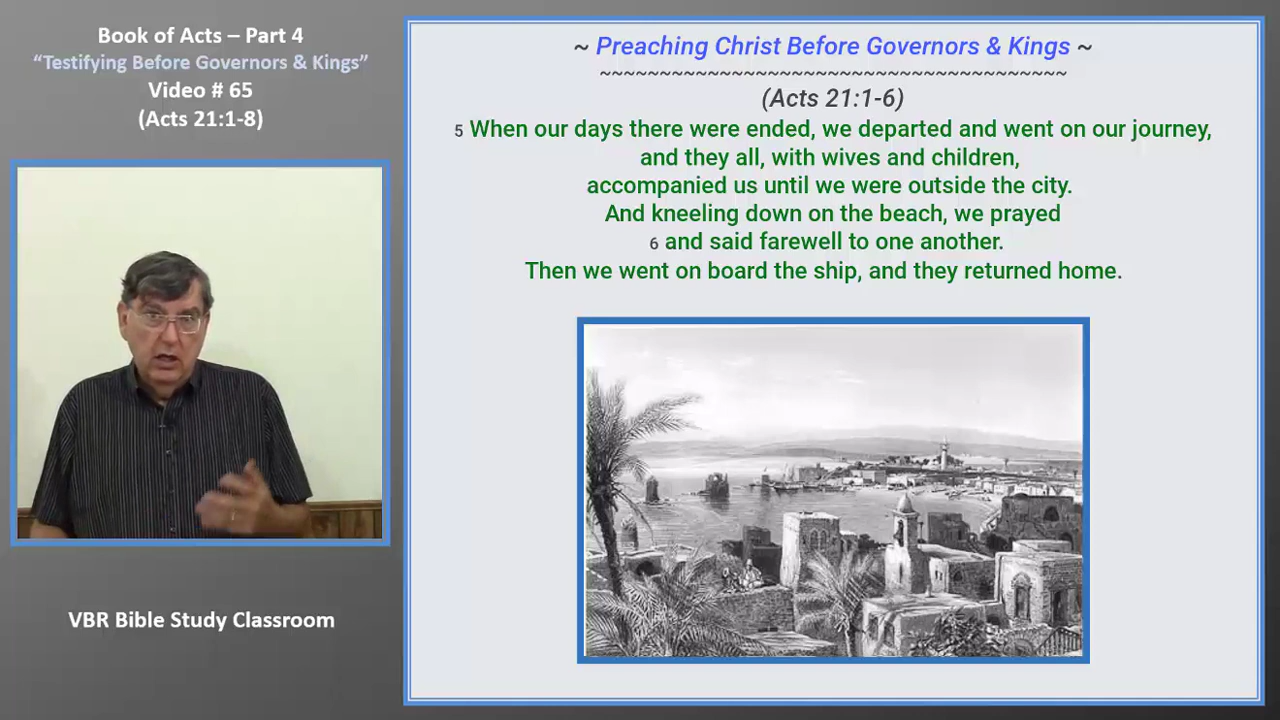 Book of Acts – Part 4
“Testifying Before Governors & Kings”
Video # 65
(Acts 21:1-8)
VBR Bible Study Classroom
~ Preaching Christ Before Governors & Kings ~
~~~~~~~~~~~~~~~~~~~~~~~~~~~~~~~~~~~~~~~
(Acts 21:1-6)
5 When our days there were ended, we departed and went on our journey,
and they all, with wives and children,
accompanied us until we were outside the city.
And kneeling down on the beach, we prayed
6 and said farewell to one another.
Then we went on board the ship, and they returned home.